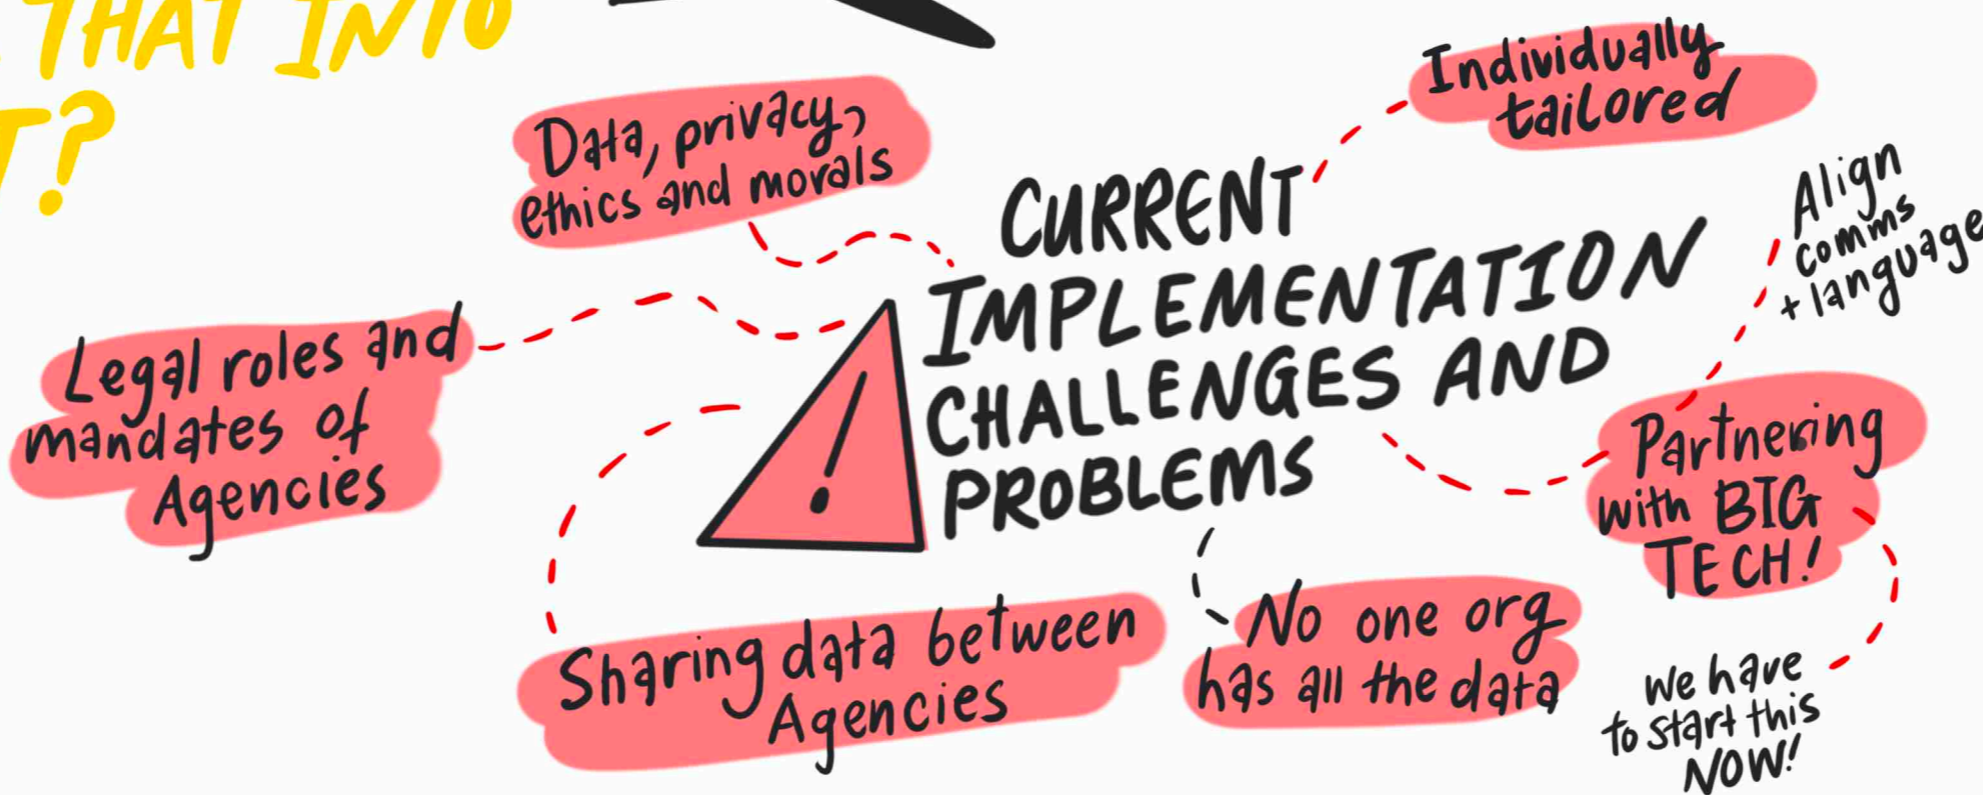 THAT INTO
T?
Data, privacy,
ethics and morals
Individually
tailored
CURRENT
IMPLEMENTATION
CHALLENGES AND
PROBLEMS
!
Align
comms
+ language
Legal roles and
mandates of
Agencies
Partnering
with BIG
TECH!
Sharing data between
Agencies
No one org
has all the data
We have
to start this
NOW!